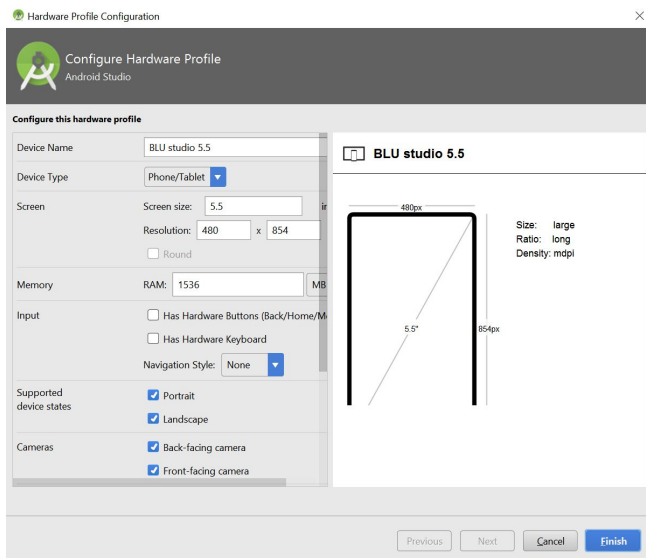 Hardware Profile Configuration
Configure Hardware Profile
Android Studio
Configure this hardware profile
Device Name BLU studio 5.5
Device Type Phone/Tablet
Screen Screen size: 5.5 in
Resolution: 480 x 854
Round
Memory RAM: 1536 MB
Input Has Hardware Buttons (Back/Home/M
Has Hardware Keyboard
Navigation Style: None
Supported device states
Portrait
Landscape
Cameras Back-facing camera
Front-facing camera
BLU studio 5.5
480px
Size: large
Ratio: long
Density: mdpi
5.5"
854px
Previous Next Cancel Finish